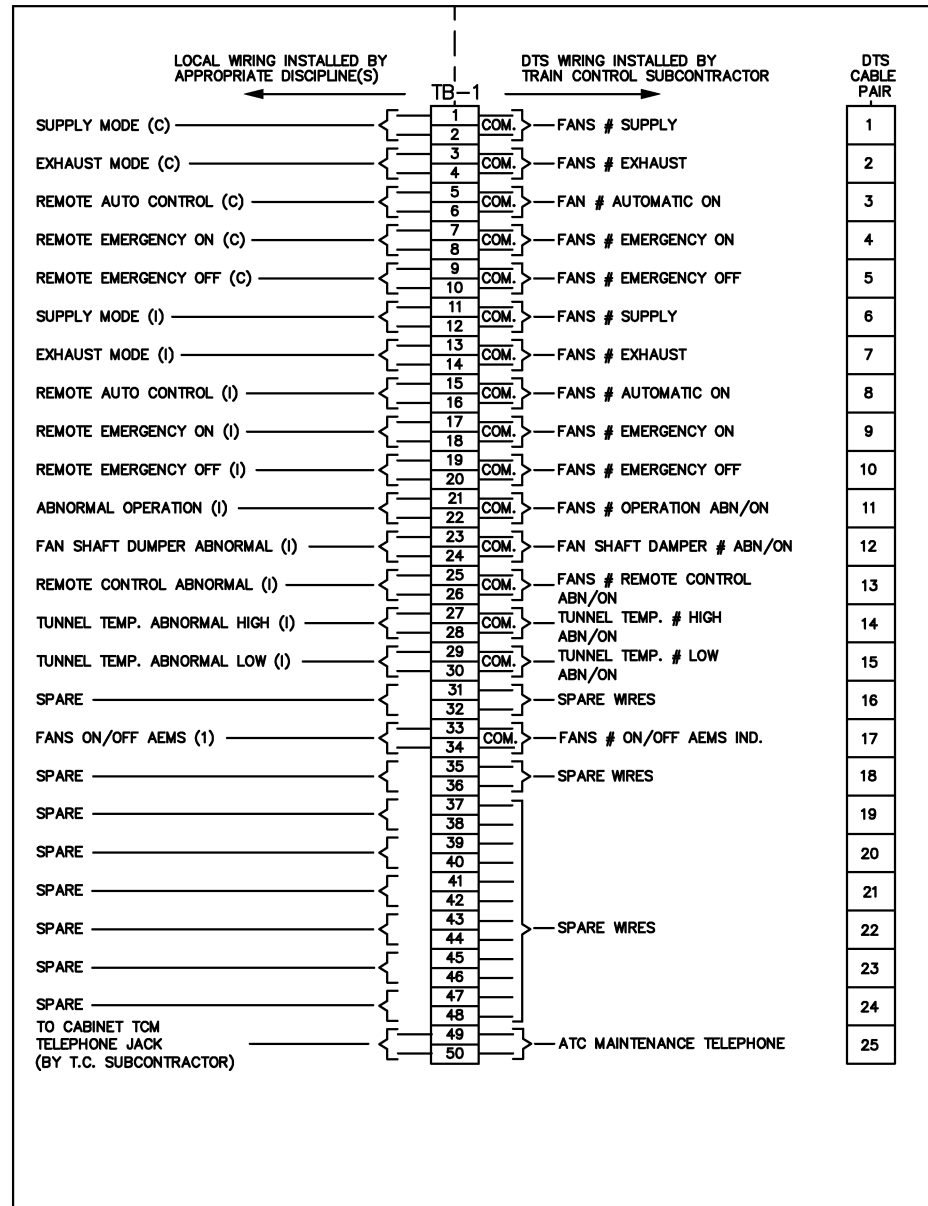 LOCAL WIRING INSTALLED BY
APPROPRIATE DISCIPLINE(S)
DTS WIRING INSTALLED BY
TRAIN CONTROL SUBCONTRACTOR
DTS
CABLE
PAIR
TB-1
SUPPLY MODE (C) 1 2 COM. FANS # SUPPLY 1
EXHAUST MODE (C) 3 4 COM. FANS # EXHAUST 2
REMOTE AUTO CONTROL (C) 5 6 COM. FAN # AUTOMATIC ON 3
REMOTE EMERGENCY ON (C) 7 8 COM. FANS # EMERGENCY ON 4
REMOTE EMERGENCY OFF (C) 9 10 COM. FANS # EMERGENCY OFF 5
SUPPLY MODE (I) 11 12 COM. FANS # SUPPLY 6
EXHAUST MODE (I) 13 14 COM. FANS # EXHAUST 7
REMOTE AUTO CONTROL (I) 15 16 COM. FANS # AUTOMATIC ON 8
REMOTE EMERGENCY ON (I) 17 18 COM. FANS # EMERGENCY ON 9
REMOTE EMERGENCY OFF (I) 19 20 COM. FANS # EMERGENCY OFF 10
ABNORMAL OPERATION (I) 21 22 COM. FANS # OPERATION ABN/ON 11
FAN SHAFT DUMPER ABNORMAL (I) 23 24 COM. FAN SHAFT DAMPER # ABN/ON 12
REMOTE CONTROL ABNORMAL (I) 25 26 COM. FANS # REMOTE CONTROL
ABN/ON 13
TUNNEL TEMP. ABNORMAL HIGH (I) 27 28 COM. TUNNEL TEMP. # HIGH
ABN/ON 14
TUNNEL TEMP. ABNORMAL LOW (I) 29 30 COM. TUNNEL TEMP. # LOW
ABN/ON 15
SPARE 31 32 SPARE WIRES 16
FANS ON/OFF AEMS (1) 33 34 COM. FANS # ON/OFF AEMS IND. 17
SPARE 35 36 SPARE WIRES 18
SPARE 37 38 19
SPARE 39 40 20
SPARE 41 42 21
SPARE 43 44 SPARE WIRES 22
SPARE 45 46 23
SPARE 47 48 24
TO CABINET TCM
TELEPHONE JACK
(BY T.C. SUBCONTRACTOR) 49 50 ATC MAINTENANCE TELEPHONE 25